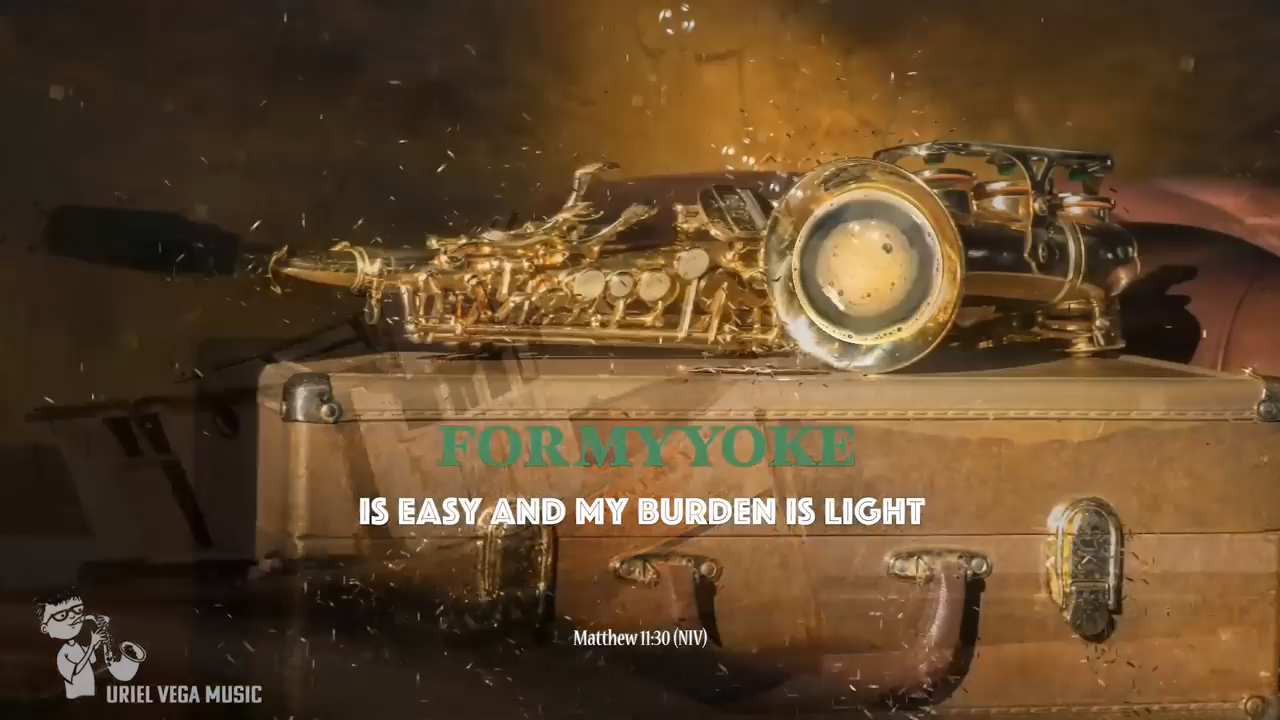 FOR MY YOKE
IS EASY AND MY BURDEN IS LIGHT
Matthew 11:30 (NIV)
URIEL VEGA MUSIC